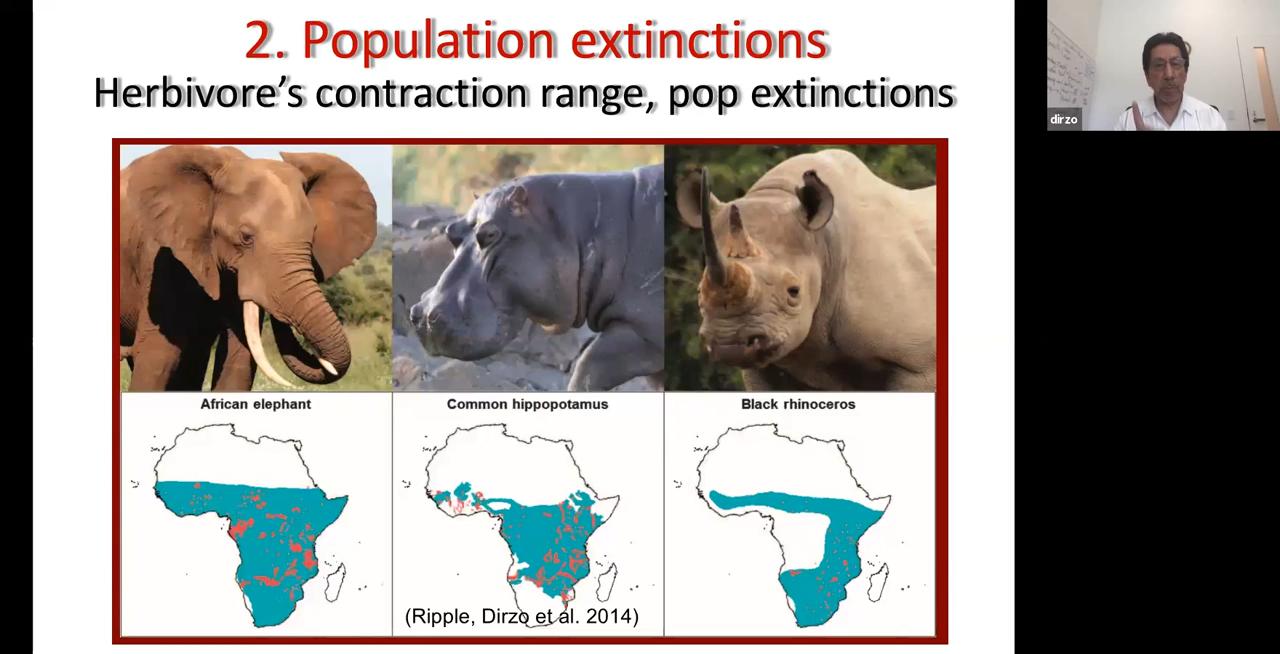 2. Population extinctions
Herbivore’s contraction range, pop extinctions
dirzo
African elephant
Common hippopotamus
Black rhinoceros
(Ripple, Dirzo et al. 2014)